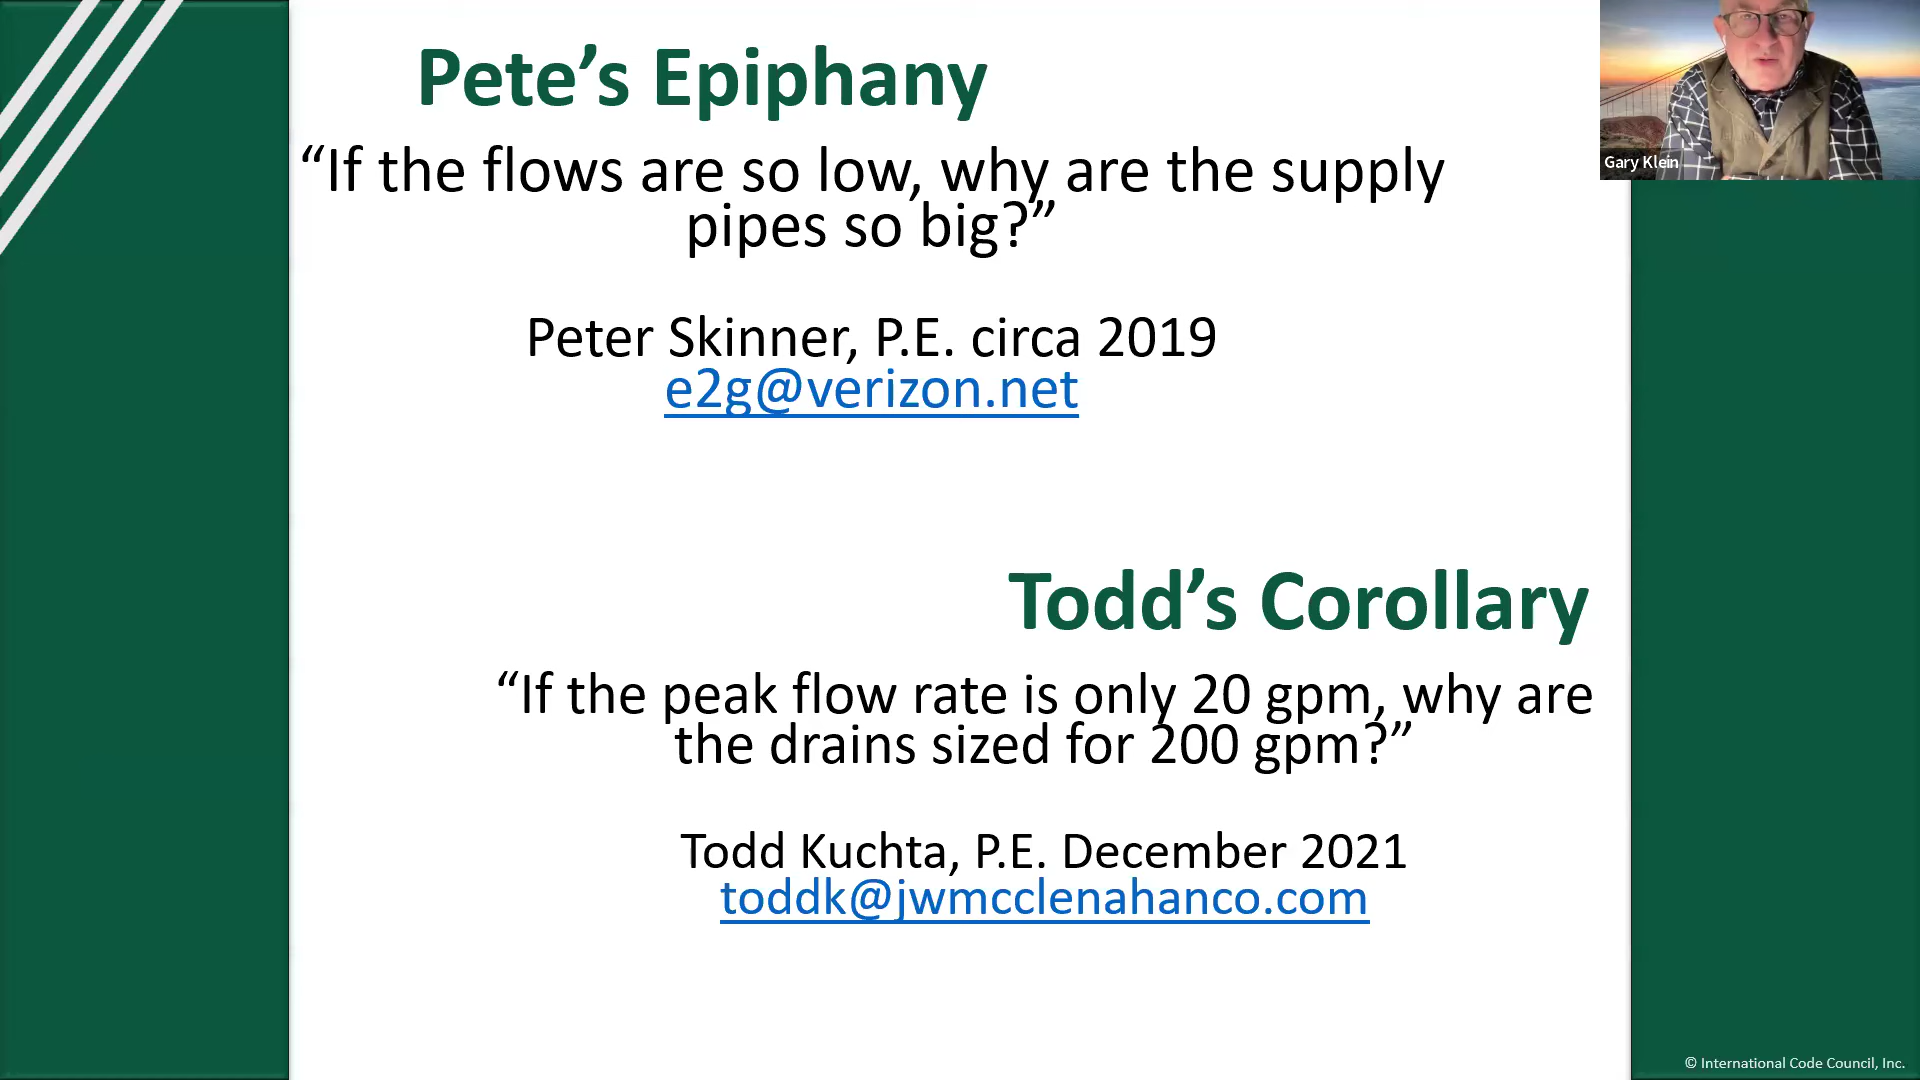 Pete’s Epiphany
“If the flows are so low, why are the supply
pipes so big?”
Peter Skinner, P.E. circa 2019
e2g@verizon.net
Gary Klein
Todd’s Corollary
“If the peak flow rate is only 20 gpm, why are
the drains sized for 200 gpm?”
Todd Kuchta, P.E. December 2021
toddk@jwmcclenahanco.com
© International Code Council, Inc.